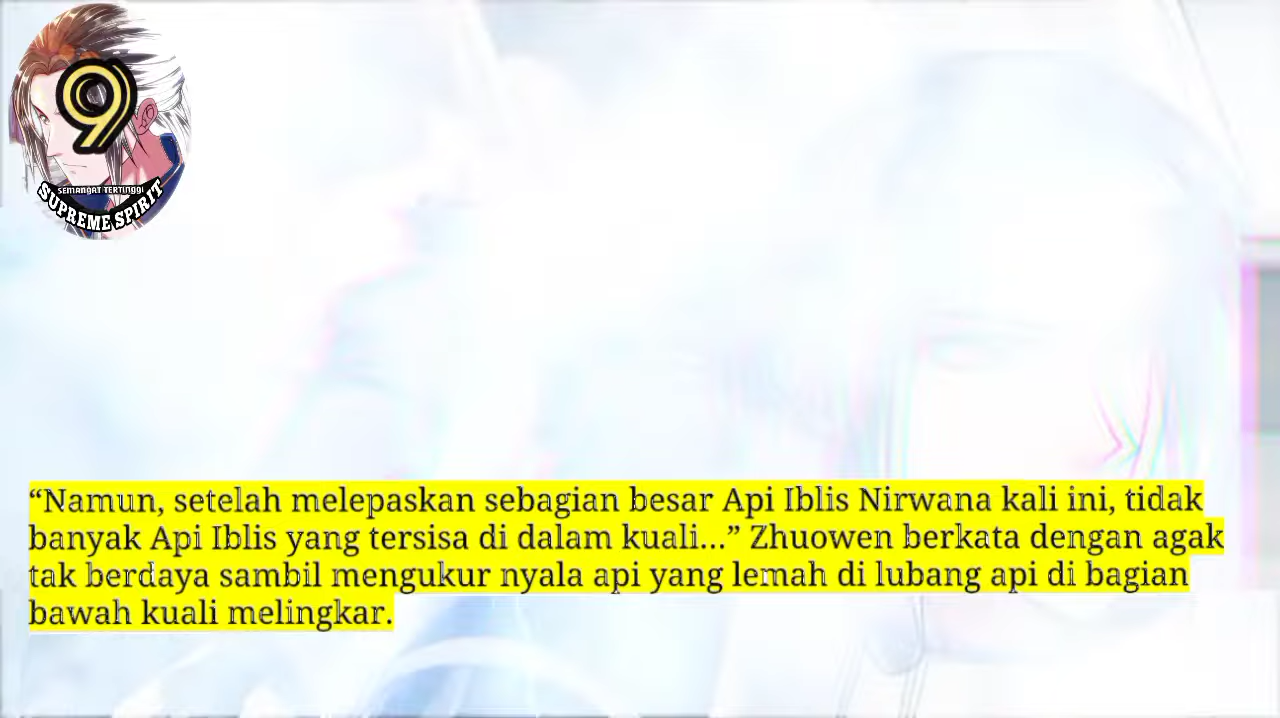 9
SEMANGAT TERTINGGI
SUPREME SPIRIT
“Namun, setelah melepaskan sebagian besar Api Iblis Nirwana kali ini, tidak
banyak Api Iblis yang tersisa di dalam kuali...” Zhuowen berkata dengan agak
tak berdaya sambil mengukur nyala api yang lemah di lubang api di bagian
bawah kuali melingkar.